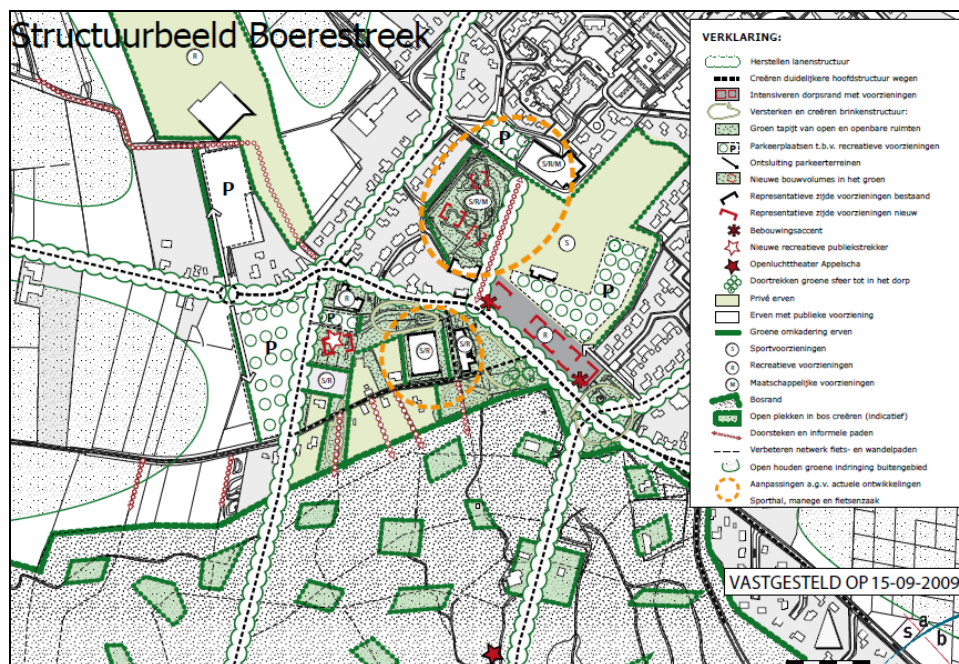 Structuurbeeld Boerestreek
VERKLARING:
Herstellen lanenstructuur
Creëren duidelijkere hoofdstructuur wegen
Intensiveren dorpsrand met voorzieningen
Versterken en creëren brinkenstructuur:
Groen tapijt van open en openbare ruimten
P Parkeerplaatsen t.b.v. recreatieve voorzieningen
Ontsluiting parkeerterreinen
Nieuwe bouwvolumes in het groen
Representatieve zijde voorzieningen bestaand
Representatieve zijde voorzieningen nieuw
Bebouwingsaccent
Nieuwe recreatieve publiekstrekker
Openluchttheater Appelscha
Doortrekken groene sfeer tot in het dorp
Privé erven
Erven met publieke voorziening
Groene omkadering erven
S Sportvoorzieningen
R Recreatieve voorzieningen
M Maatschappelijke voorzieningen
Bosrand
Open plekken in bos creëren (indicatief)
Doorsteken en informele paden
Verbeteren netwerk fiets- en wandelpaden
Open houden groene indringing buitengebied
Aanpassingen a.g.v. actuele ontwikkelingen
Sporthal, manege en fietsenzaak
R
P
S/R/M
P
S/R/M
S
P
R
P
R
P
S/R
S/R
S/R
VASTGESTELD OP 15-09-2009
s a b